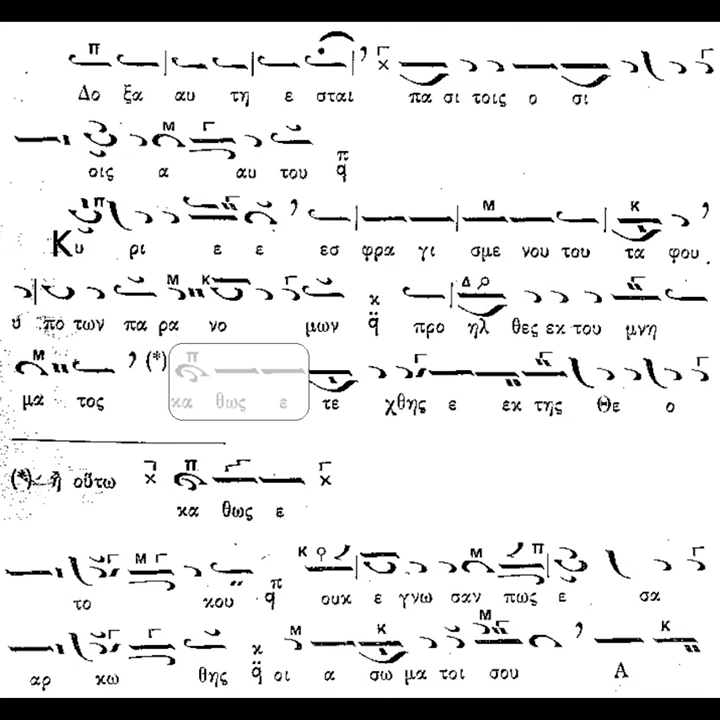 Δο ξα αυ τη ε σται πα σι τοις ο σι
οις α αυ του
Κυ ρι ε ε εσ φρα γι σμε νου του τα φου
υ πο των πα ρα νο μων προ ηλ θες εκ του μνη
μα τος (*) κα θως ε τε χθης ε εκ της Θε ο
(*) ἢ οὕτω κα θως ε
το κου ουκ ε γνω σαν πως ε σα
αρ κω θης οι α σω μα τοι σου Α